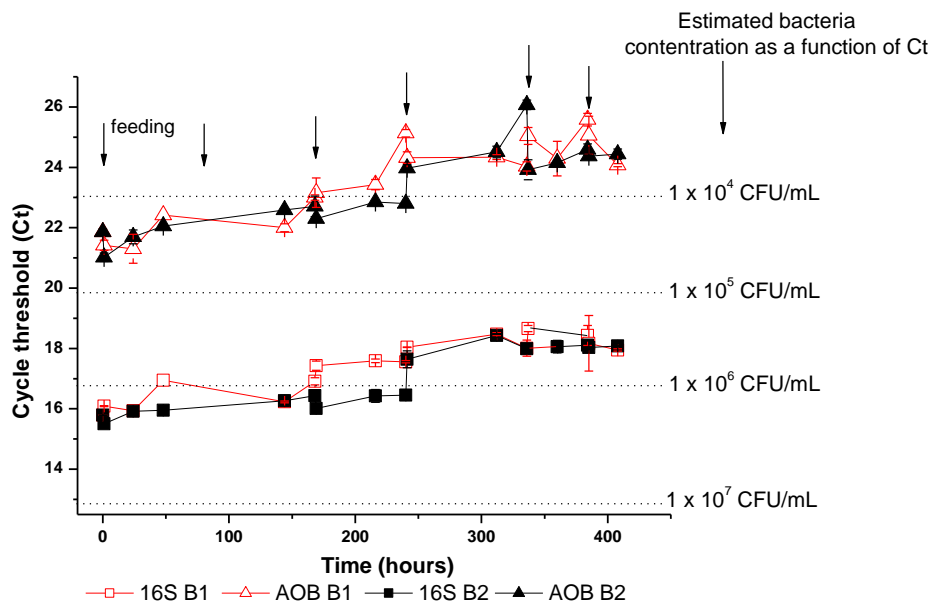 Estimated bacteria
contentration as a function of Ct
feeding
26
24
22
20
18
16
14
Cycle threshold (Ct)
1 x 10⁴ CFU/mL
1 x 10⁵ CFU/mL
1 x 10⁶ CFU/mL
1 x 10⁷ CFU/mL
0 100 200 300 400
Time (hours)
16S B1 AOB B1 16S B2 AOB B2